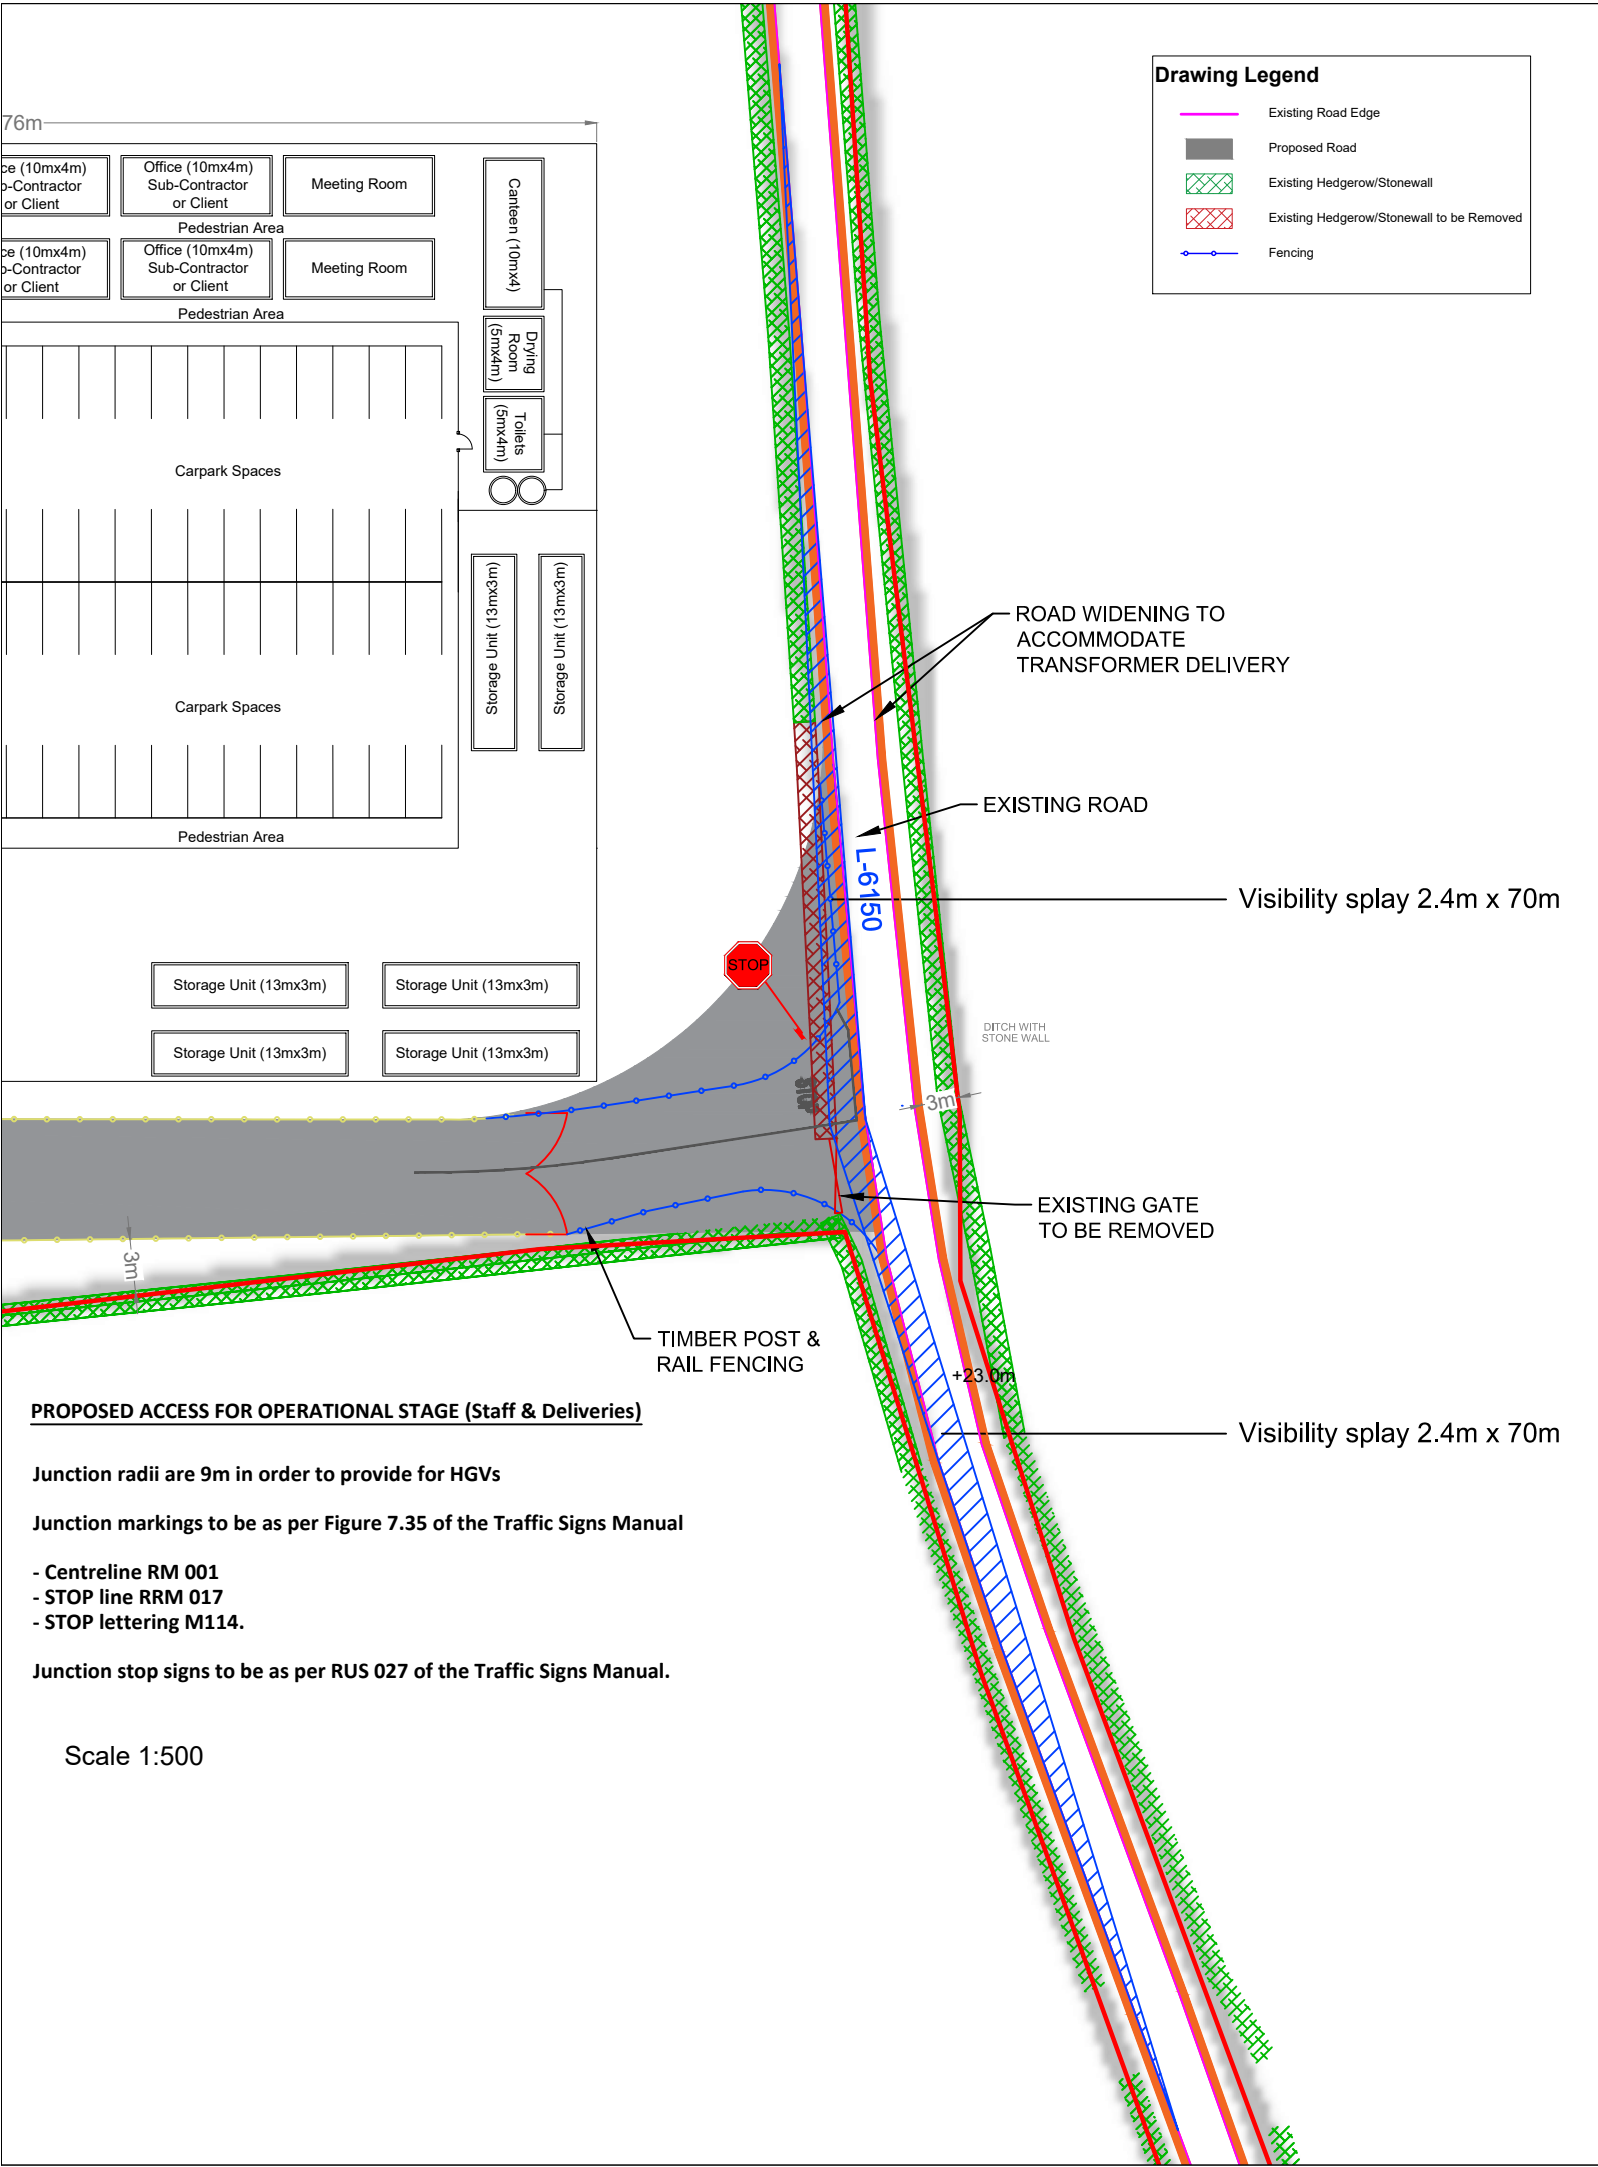 Drawing Legend
Existing Road Edge
Proposed Road
Existing Hedgerow/Stonewall
Existing Hedgerow/Stonewall to be Removed
Fencing
76m
ce (10mx4m)
b-Contractor
or Client
Office (10mx4m)
Sub-Contractor
or Client
Meeting Room
Pedestrian Area
ce (10mx4m)
b-Contractor
or Client
Office (10mx4m)
Sub-Contractor
or Client
Meeting Room
Pedestrian Area
Canteen (10mx4)
Drying
Room
(5mx4m)
Toilets
(5mx4m)
Carpark Spaces
Storage Unit (13mx3m)
Storage Unit (13mx3m)
Carpark Spaces
Pedestrian Area
ROAD WIDENING TO
ACCOMMODATE
TRANSFORMER DELIVERY
EXISTING ROAD
L-6150
Visibility splay 2.4m x 70m
STOP
Storage Unit (13mx3m)
Storage Unit (13mx3m)
Storage Unit (13mx3m)
Storage Unit (13mx3m)
DITCH WITH
STONE WALL
STOP
3m
EXISTING GATE
TO BE REMOVED
3m
TIMBER POST &
RAIL FENCING
+23.0m
Visibility splay 2.4m x 70m
PROPOSED ACCESS FOR OPERATIONAL STAGE (Staff & Deliveries)
Junction radii are 9m in order to provide for HGVs
Junction markings to be as per Figure 7.35 of the Traffic Signs Manual
- Centreline RM 001
- STOP line RRM 017
- STOP lettering M114.
Junction stop signs to be as per RUS 027 of the Traffic Signs Manual.
Scale 1:500